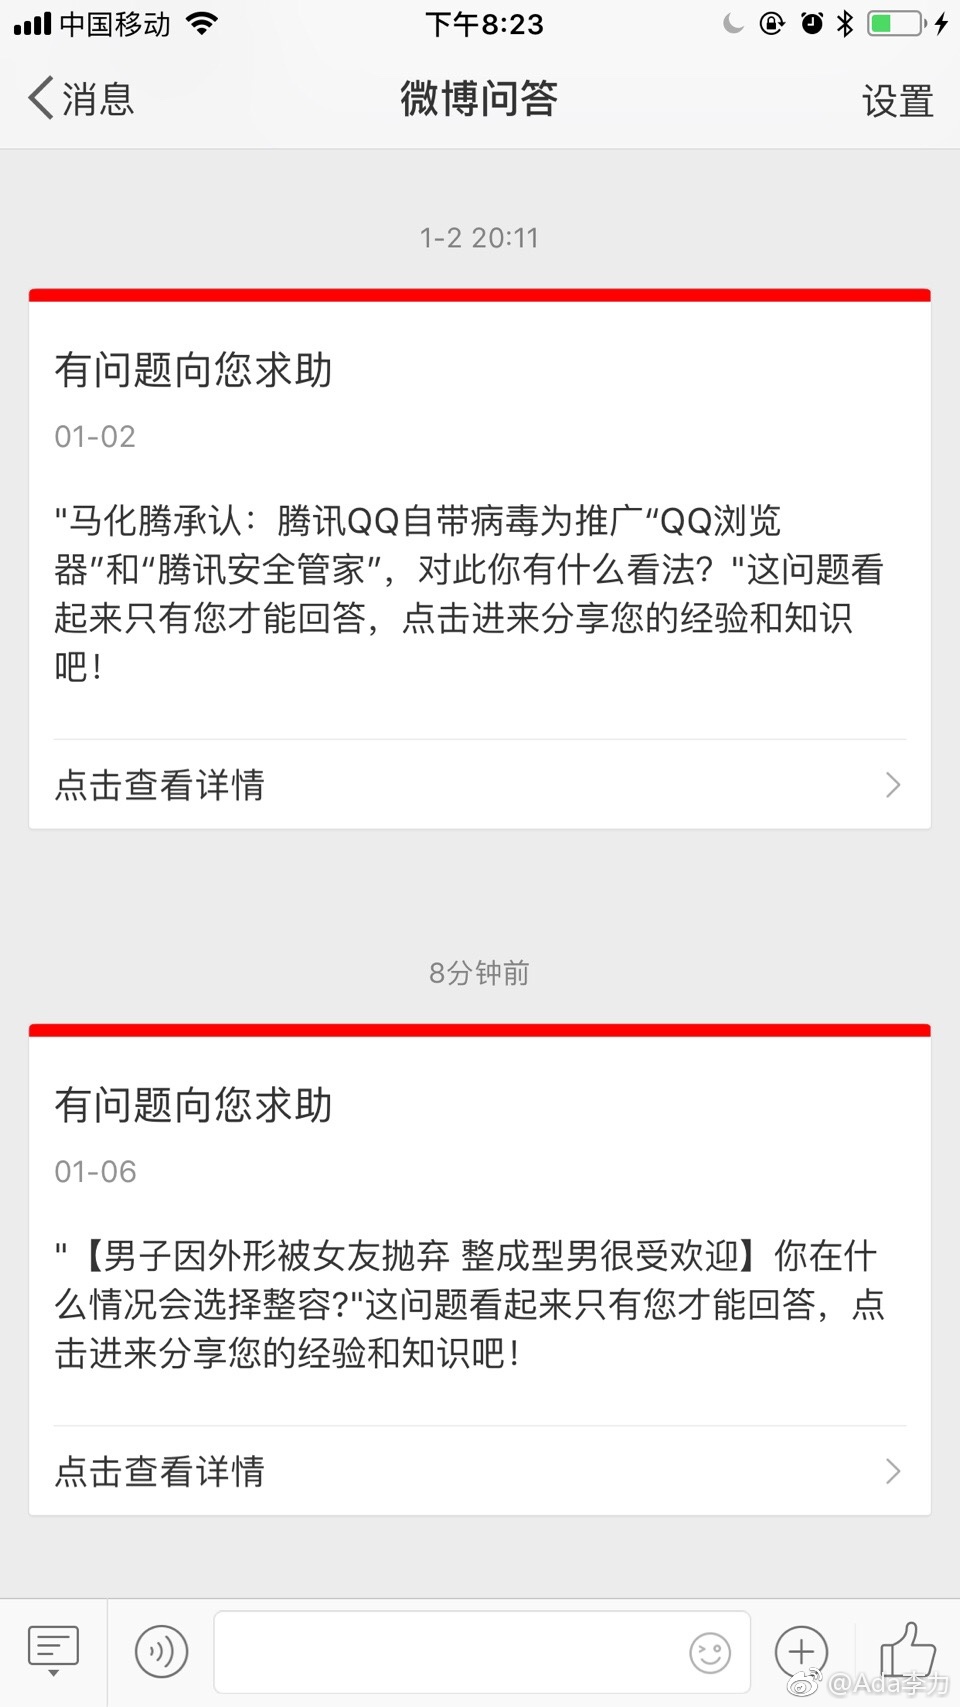 中国移动 下午8:23
消息 微博问答 设置
1-2 20:11
有问题向您求助
01-02
"马化腾承认：腾讯QQ自带病毒为推广“QQ浏览
器”和“腾讯安全管家”，对此你有什么看法？"这问题看
起来只有您才能回答，点击进来分享您的经验和知识
吧！
点击查看详情
8分钟前
有问题向您求助
01-06
"【男子因外形被女友抛弃 整成型男很受欢迎】你在什
么情况会选择整容?"这问题看起来只有您才能回答，点
击进来分享您的经验和知识吧！
点击查看详情
@Ada李力